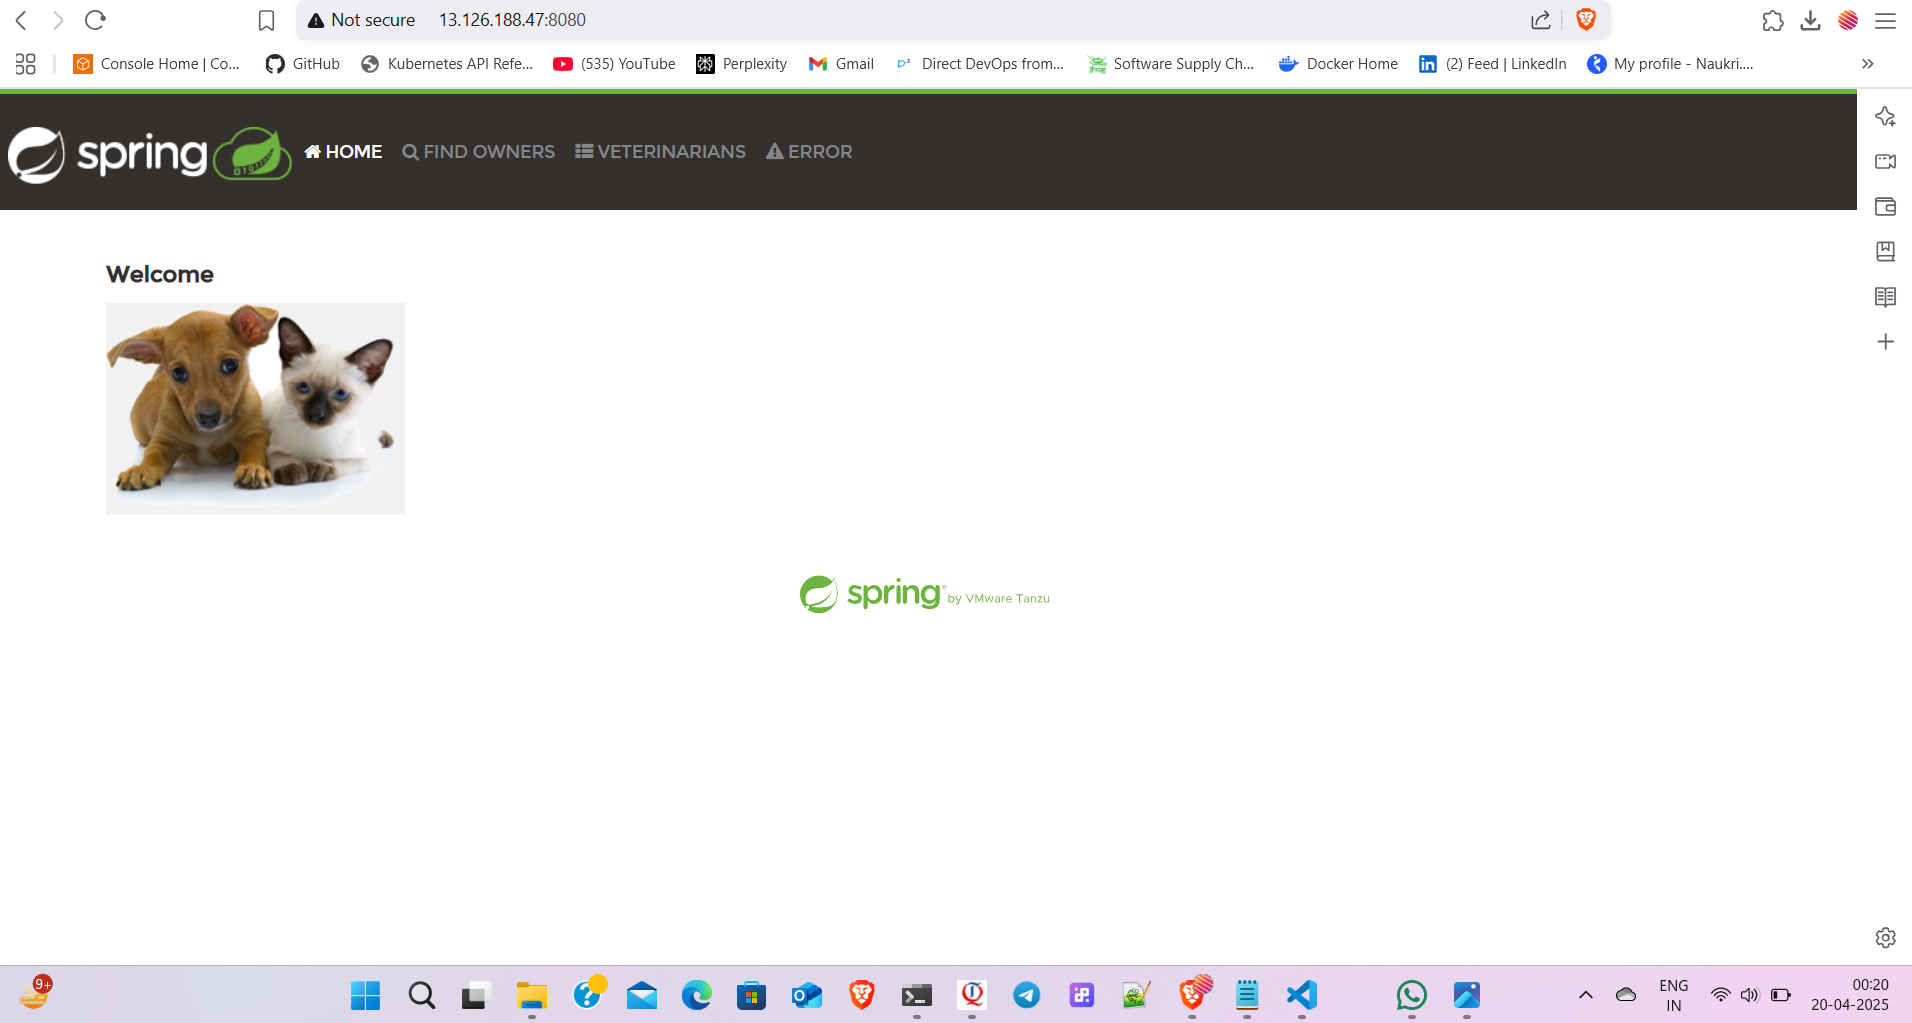 Not secure 13.126.188.47:8080
Console Home | Co... GitHub Kubernetes API Refe... (535) YouTube Perplexity Gmail Direct DevOps from... Software Supply Ch... Docker Home (2) Feed | LinkedIn My profile - Naukri....
spring HOME FIND OWNERS VETERINARIANS ERROR
Welcome
spring by VMware Tanzu
9+
ENG
IN
00:20
20-04-2025